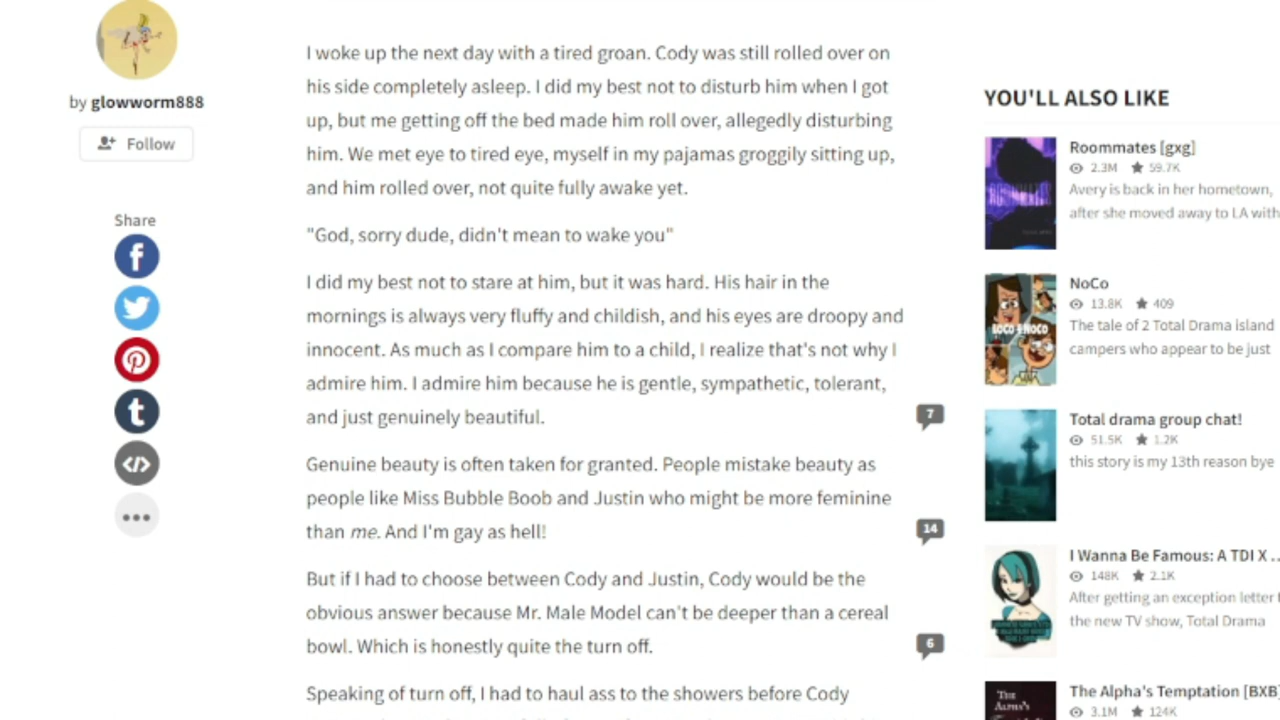 by glowworm888
Follow
Share
I woke up the next day with a tired groan. Cody was still rolled over on
his side completely asleep. I did my best not to disturb him when I got
up, but me getting off the bed made him roll over, allegedly disturbing
him. We met eye to tired eye, myself in my pajamas groggily sitting up,
and him rolled over, not quite fully awake yet.
"God, sorry dude, didn't mean to wake you"
I did my best not to stare at him, but it was hard. His hair in the
mornings is always very fluffy and childish, and his eyes are droopy and
innocent. As much as I compare him to a child, I realize that's not why I
admire him. I admire him because he is gentle, sympathetic, tolerant,
and just genuinely beautiful.
7
Genuine beauty is often taken for granted. People mistake beauty as
people like Miss Bubble Boob and Justin who might be more feminine
than me. And I'm gay as hell!
14
But if I had to choose between Cody and Justin, Cody would be the
obvious answer because Mr. Male Model can't be deeper than a cereal
bowl. Which is honestly quite the turn off.
6
Speaking of turn off, I had to haul ass to the showers before Cody
YOU'LL ALSO LIKE
Roommates [gxg]
2.3M 59.7K
Avery is back in her hometown,
after she moved away to LA with
NoCo
13.8K 409
The tale of 2 Total Drama island
campers who appear to be just
LOCO 4 NOCO
Total drama group chat!
51.5K 1.2K
this story is my 13th reason bye
I Wanna Be Famous: A TDI X ..
148K 2.1K
After getting an exception letter t
the new TV show, Total Drama
The Alpha's Temptation [BXB]
3.1M 124K
THE
ALPHA'S